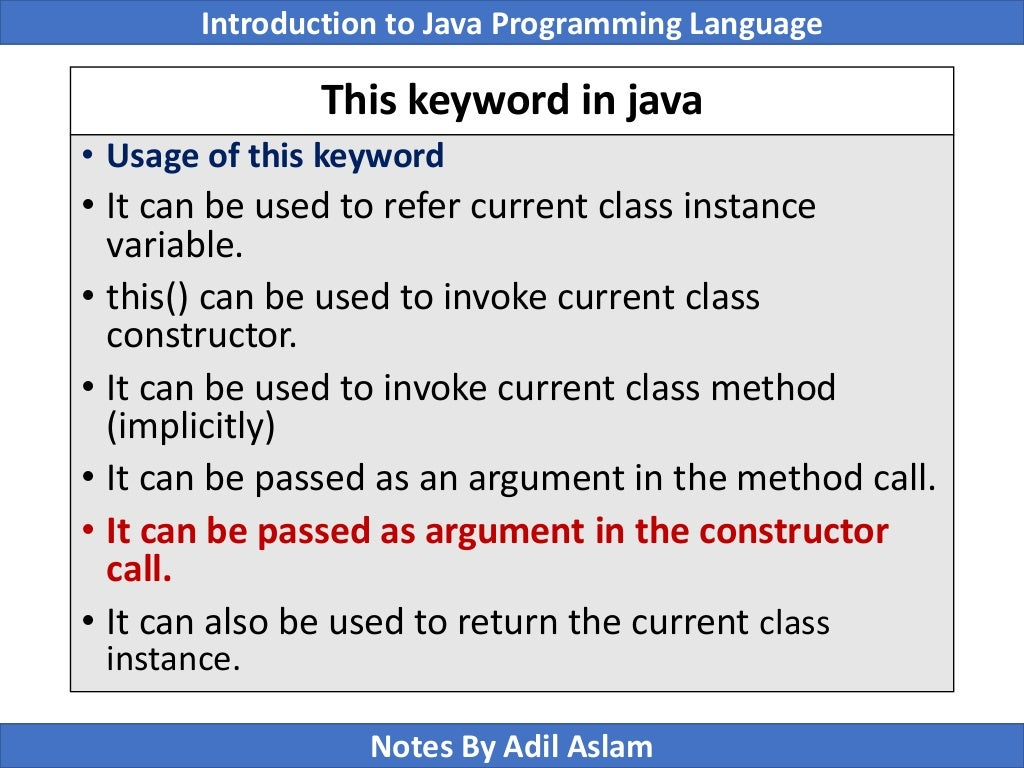 Introduction to Java Programming Language
This keyword in java
• Usage of this keyword
• It can be used to refer current class instance
variable.
• this() can be used to invoke current class
constructor.
• It can be used to invoke current class method
(implicitly)
• It can be passed as an argument in the method call.
• It can be passed as argument in the constructor
call.
• It can also be used to return the current class
instance.
Notes By Adil Aslam